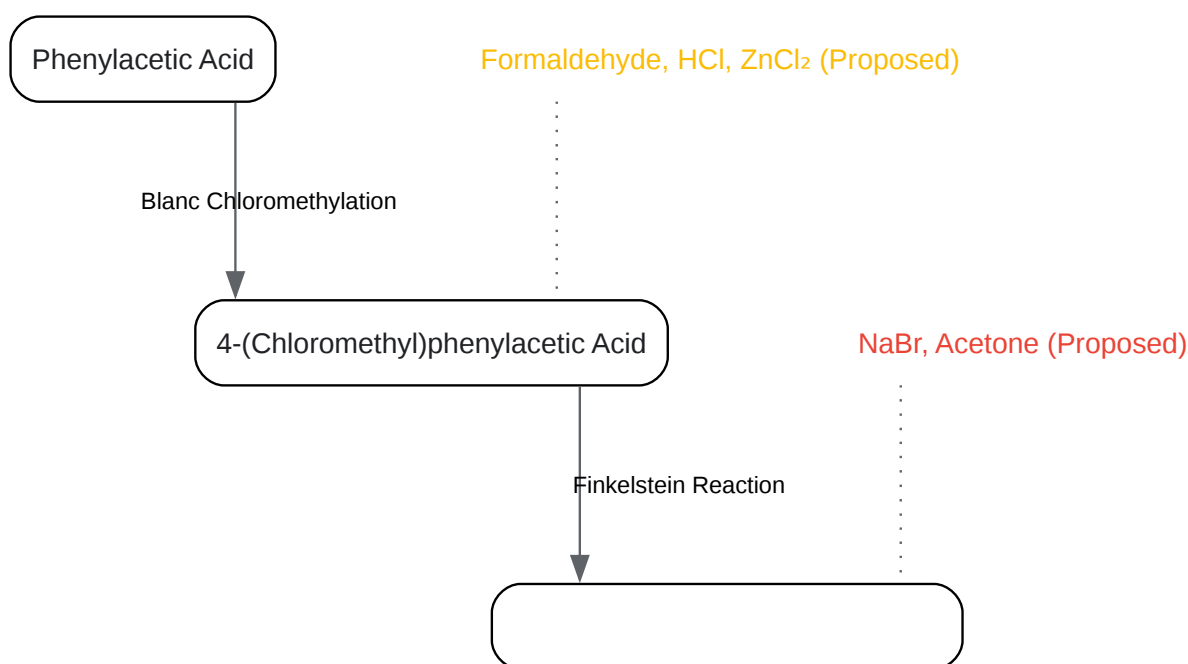 Phenylacetic Acid
Formaldehyde, HCl, ZnCl₂ (Proposed)
Blanc Chloromethylation
4-(Chloromethyl)phenylacetic Acid
NaBr, Acetone (Proposed)
Finkelstein Reaction